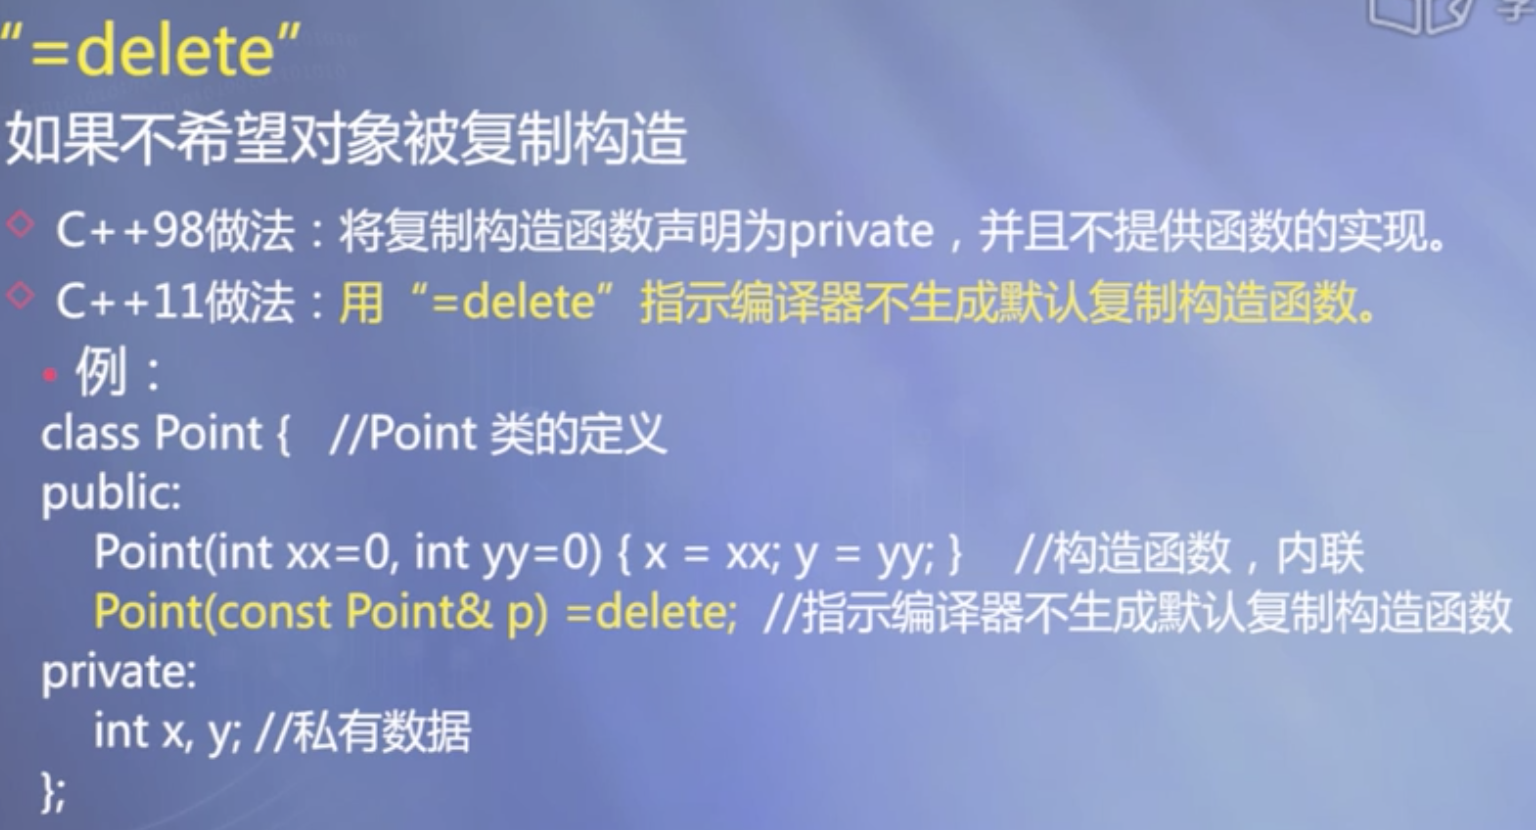 “=delete”
如果不希望对象被复制构造
C++98做法：将复制构造函数声明为private，并且不提供函数的实现。
C++11做法：用“=delete”指示编译器不生成默认复制构造函数。
例：
class Point { //Point 类的定义
public:
Point(int xx=0, int yy=0) { x = xx; y = yy; } //构造函数，内联
Point(const Point& p) =delete; //指示编译器不生成默认复制构造函数
private:
int x, y; //私有数据
};